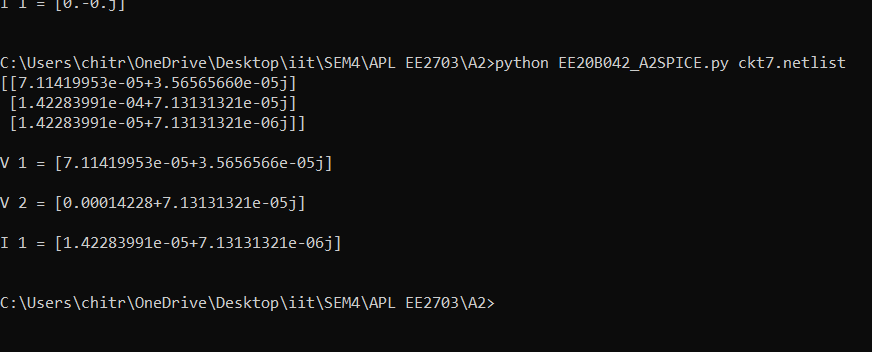 I 1 = [0.-0.j]
C:\Users\chitr\OneDrive\Desktop\iit\SEM4\APL EE2703\A2>python EE20B042_A2SPICE.py ckt7.netlist
[[7.11419953e-05+3.56565660e-05j]
 [1.42283991e-04+7.13131321e-05j]
 [1.42283991e-05+7.13131321e-06j]]
V 1 = [7.11419953e-05+3.5656566e-05j]
V 2 = [0.00014228+7.13131321e-05j]
I 1 = [1.42283991e-05+7.13131321e-06j]
C:\Users\chitr\OneDrive\Desktop\iit\SEM4\APL EE2703\A2>